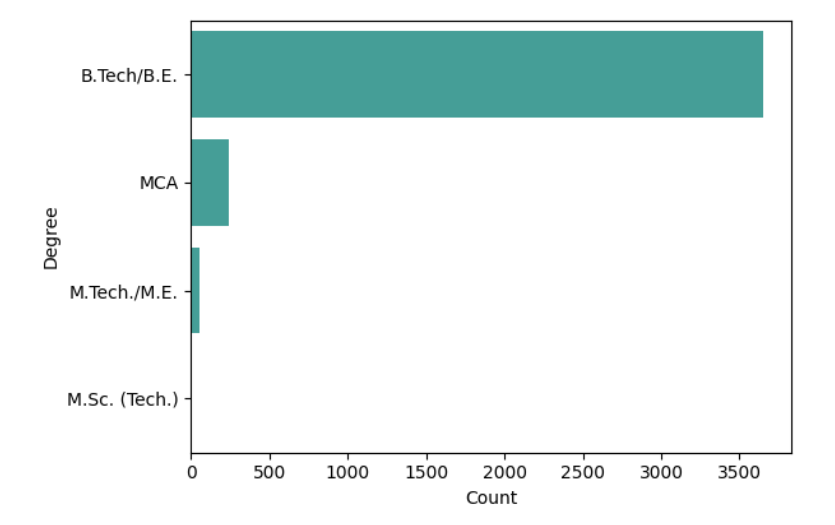 B.Tech/B.E.
MCA
M.Tech./M.E.
M.Sc. (Tech.)
Degree
0 500 1000 1500 2000 2500 3000 3500
Count